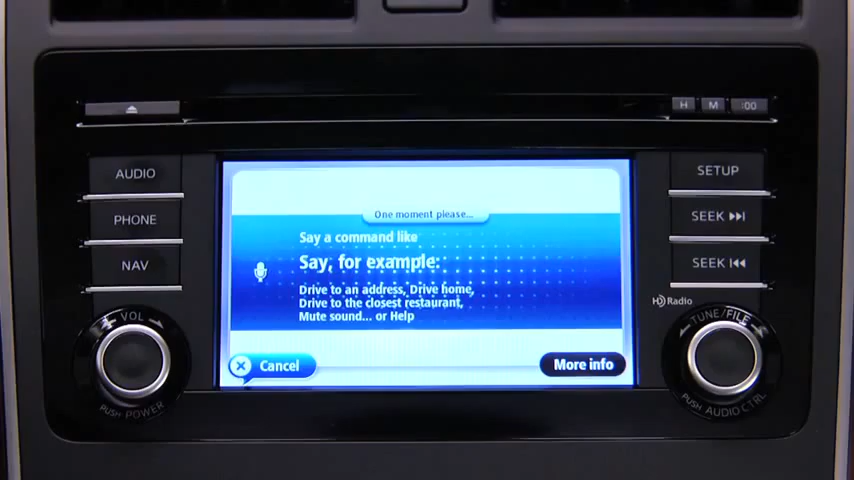 H M :00
AUDIO
PHONE
NAV
VOL
PUSH POWER
One moment please...
Say a command like
Say, for example:
Drive to an address, Drive home,
Drive to the closest restaurant,
Mute sound... or Help
Cancel
More info
SETUP
SEEK
SEEK
HD Radio
TUNE/FILE
PUSH AUDIO CTRL